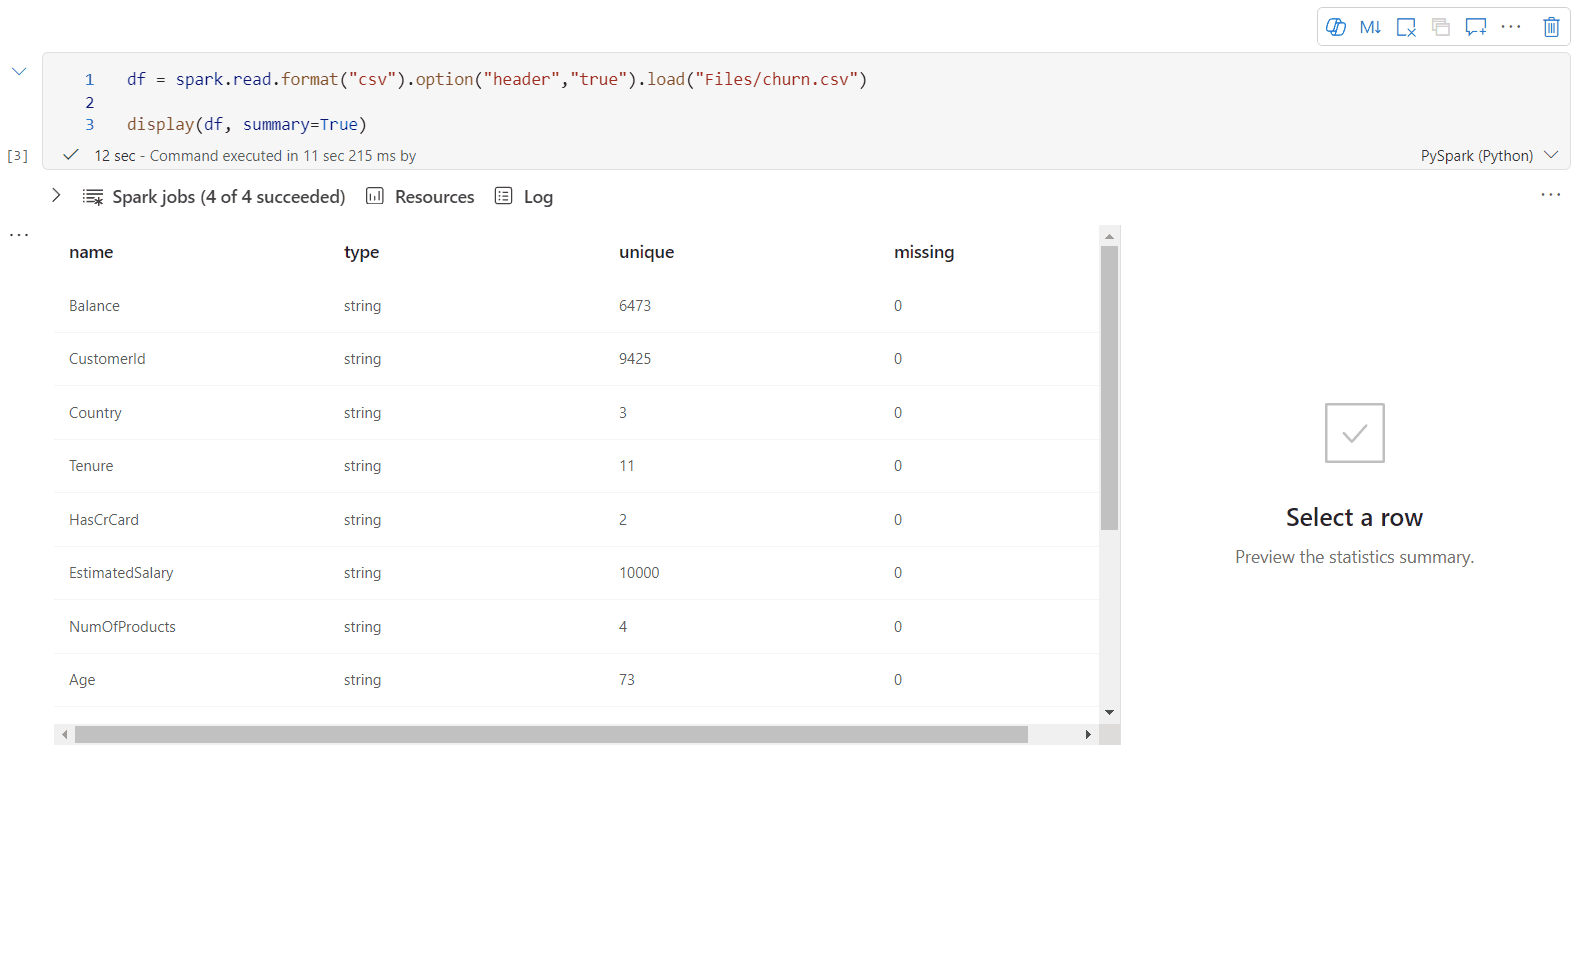 M↓
1 df = spark.read.format("csv").option("header","true").load("Files/churn.csv")
2
3 display(df, summary=True)
[3] 12 sec - Command executed in 11 sec 215 ms by PySpark (Python)
Spark jobs (4 of 4 succeeded) Resources Log
name type unique missing
Balance string 6473 0
CustomerId string 9425 0
Country string 3 0
Tenure string 11 0
HasCrCard string 2 0
EstimatedSalary string 10000 0
NumOfProducts string 4 0
Age string 73 0
Select a row
Preview the statistics summary.